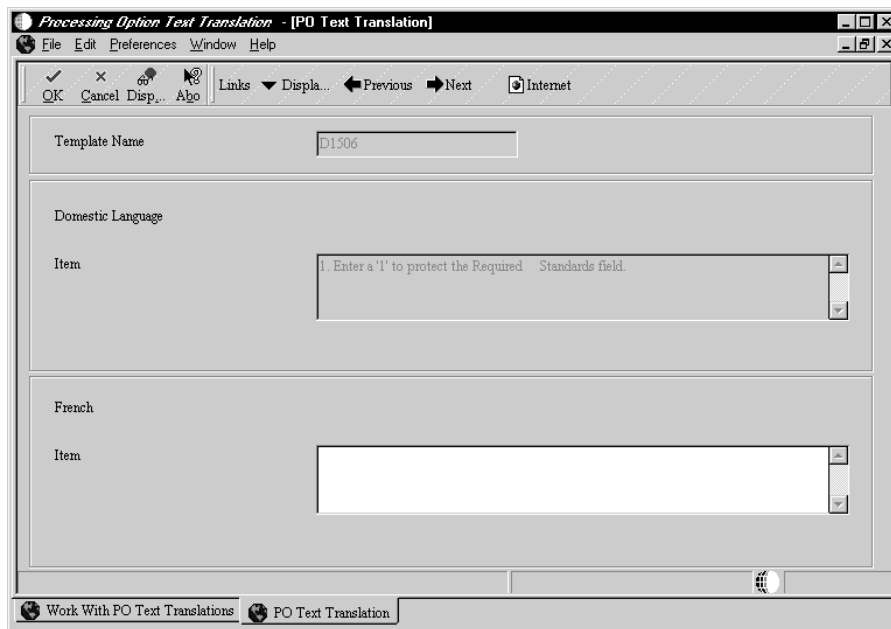 Processing Option Text Translation - [PO Text Translation]
File Edit Preferences Window Help
OK Cancel Disp... Abo Links Displa... Previous Next Internet
Template Name D1506
Domestic Language
Item 1. Enter a '1' to protect the Required Standards field.
French
Item
Work With PO Text Translations PO Text Translation